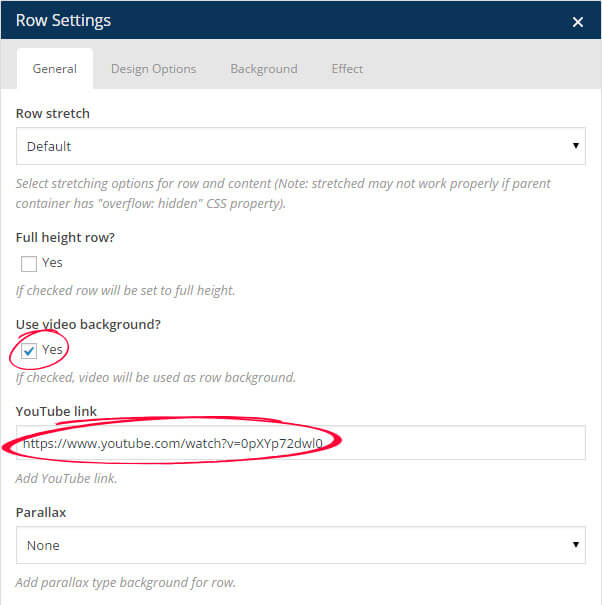 Row Settings ×
General Design Options Background Effect
Row stretch
Default
Select stretching options for row and content (Note: stretched may not work properly if parent
container has "overflow: hidden" CSS property).
Full height row?
Yes
If checked row will be set to full height.
Use video background?
Yes
If checked, video will be used as row background.
YouTube link
https://www.youtube.com/watch?v=0pXYp72dwl0
Add YouTube link.
Parallax
None
Add parallax type background for row.